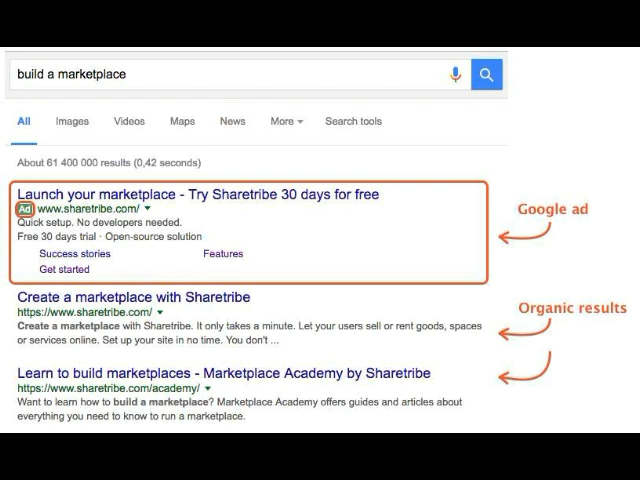 build a marketplace
All Images Videos Maps News More Search tools
About 61 400 000 results (0,42 seconds)
Launch your marketplace - Try Sharetribe 30 days for free
Ad www.sharetribe.com/
Quick setup. No developers needed.
Free 30 days trial · Open-source solution
Success stories Features
Get started
Google ad
Create a marketplace with Sharetribe
https://www.sharetribe.com/
Create a marketplace with Sharetribe. It only takes a minute. Let your users sell or rent goods, spaces
or services online. Set up your site in no time. You don't ...
Organic results
Learn to build marketplaces - Marketplace Academy by Sharetribe
https://www.sharetribe.com/academy/
Want to learn how to build a marketplace? Marketplace Academy offers guides and articles about
everything you need to know to run a marketplace.